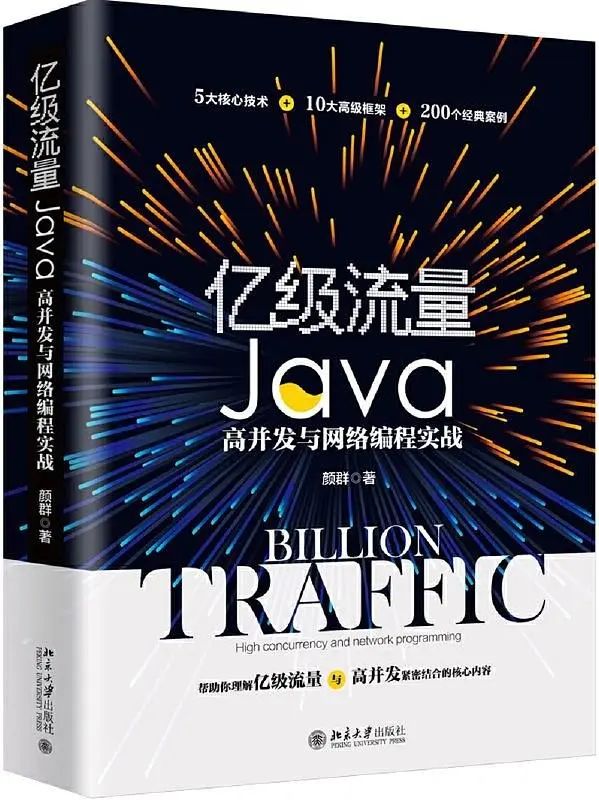 5大核心技术 + 10大高级框架 + 200个经典案例
亿级流量
Java
高并发与网络编程实战
颜群◎著
BILLION
TRAFFIC
High concurrency and network programming
帮助你理解亿级流量与高并发紧密结合的核心内容
北京大学出版社
PEKING UNIVERSITY PRESS
亿级流量Java高并发与网络编程实战
颜群◎著
北京大学出版社
PEKING UNIVERSITY PRESS